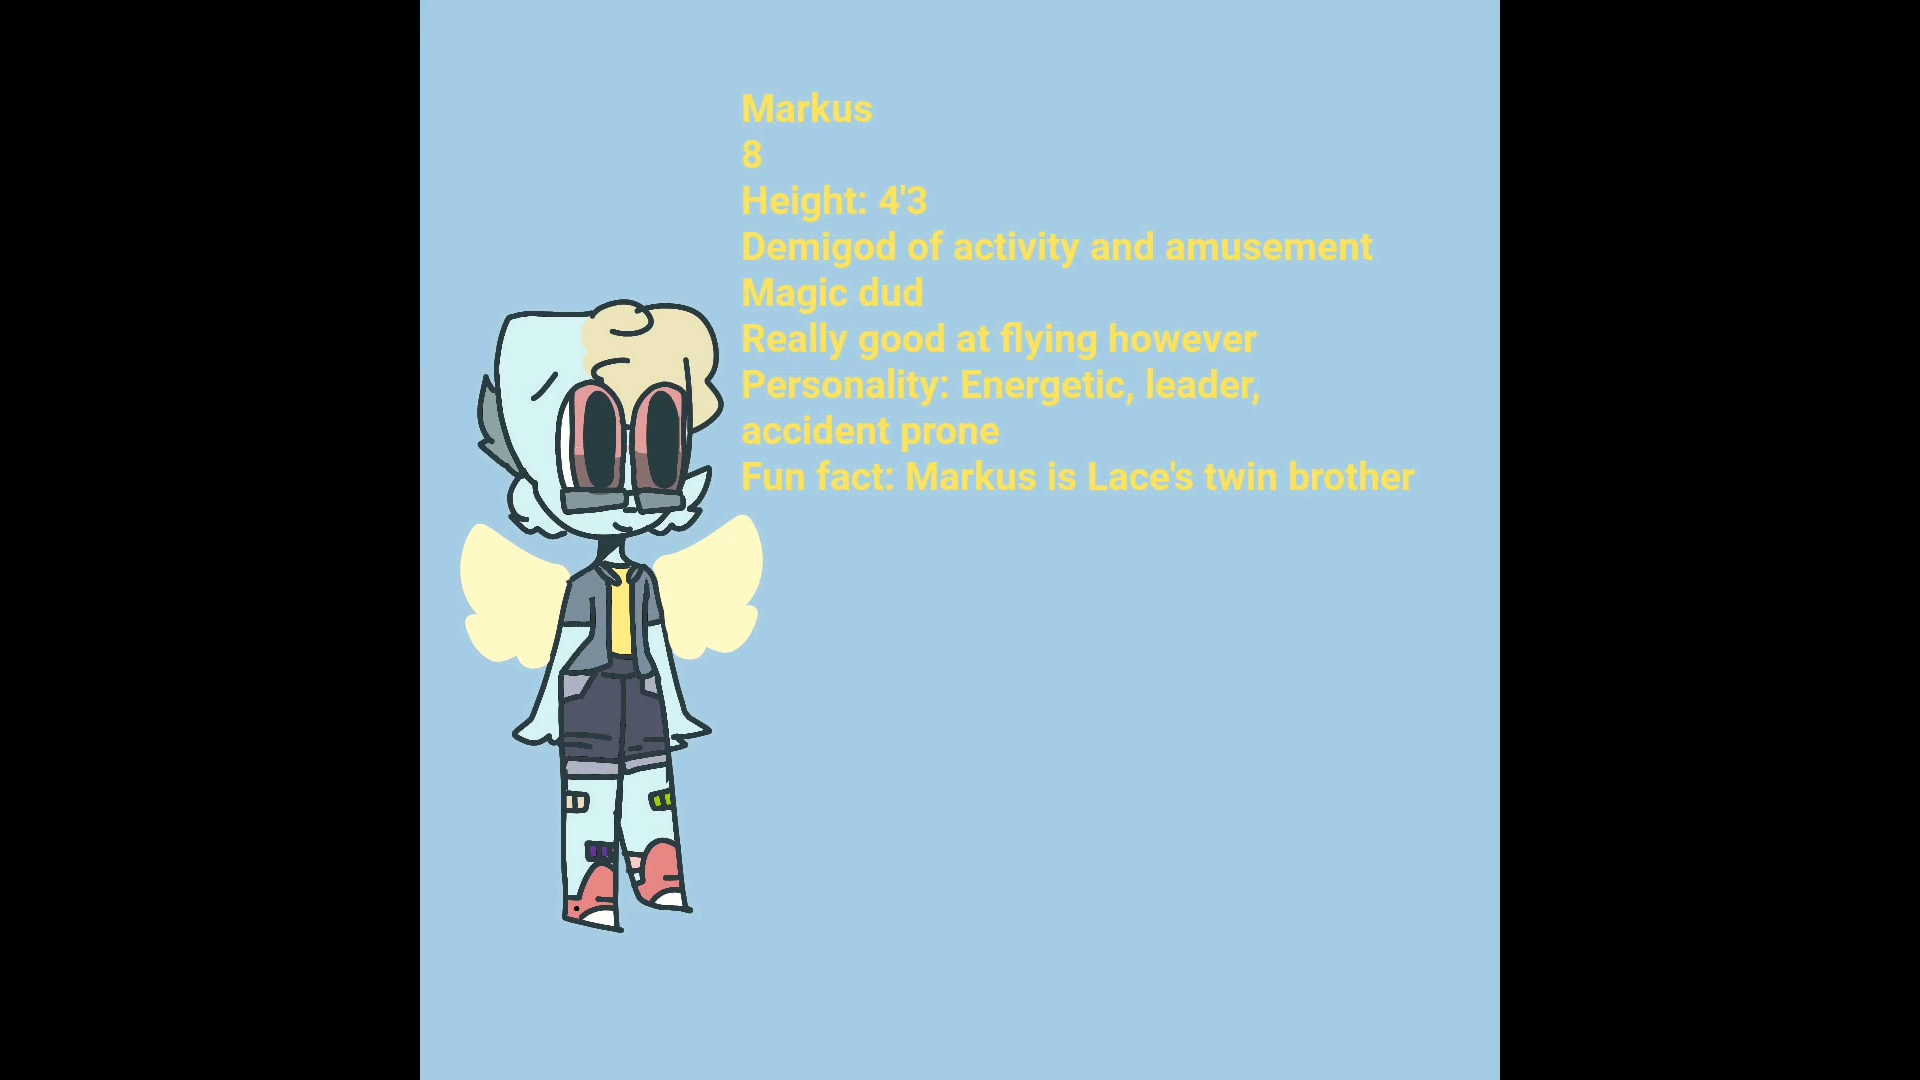 Markus
8
Height: 4'3
Demigod of activity and amusement
Magic dud
Really good at flying however
Personality: Energetic, leader,
accident prone
Fun fact: Markus is Lace's twin brother